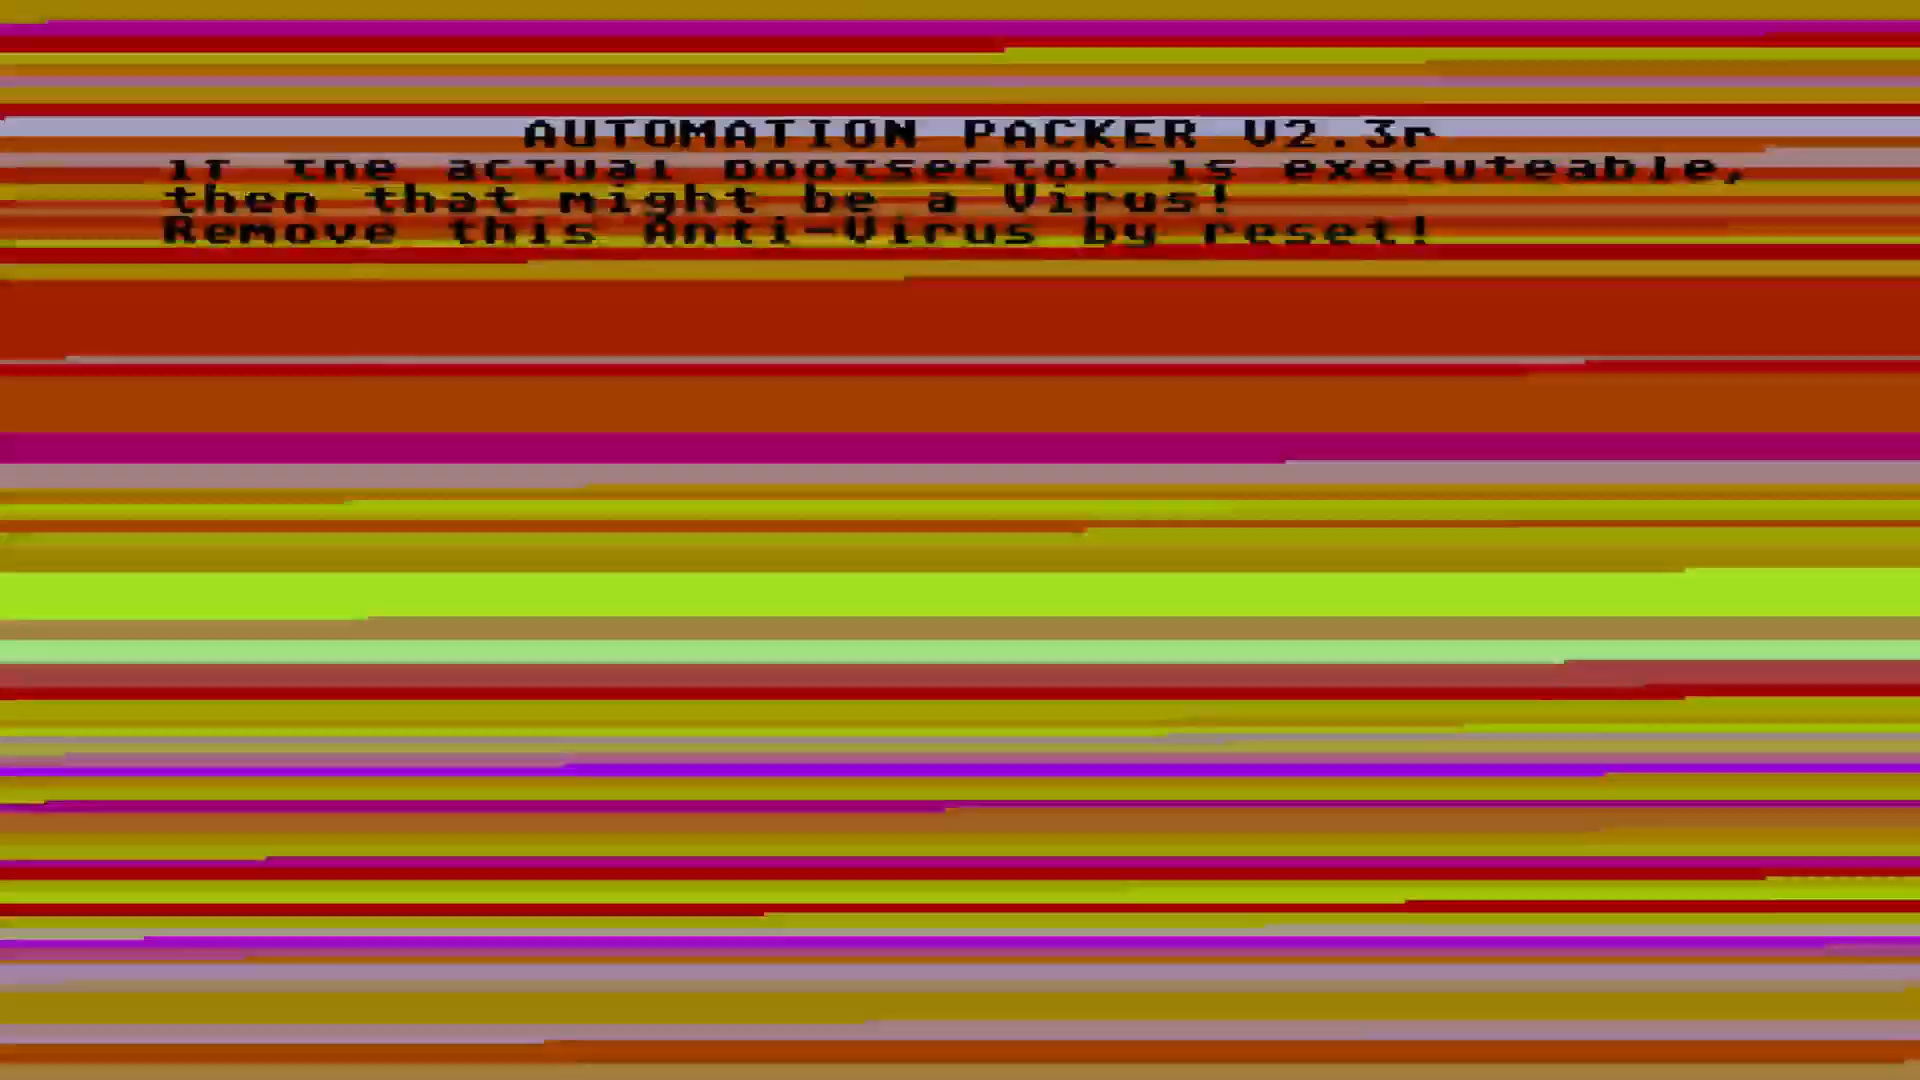 AUTOMATION PACKER V2.3r
If the actual bootsector is executeable,
then that might be a Virus!
Remove this Anti-Virus by reset!